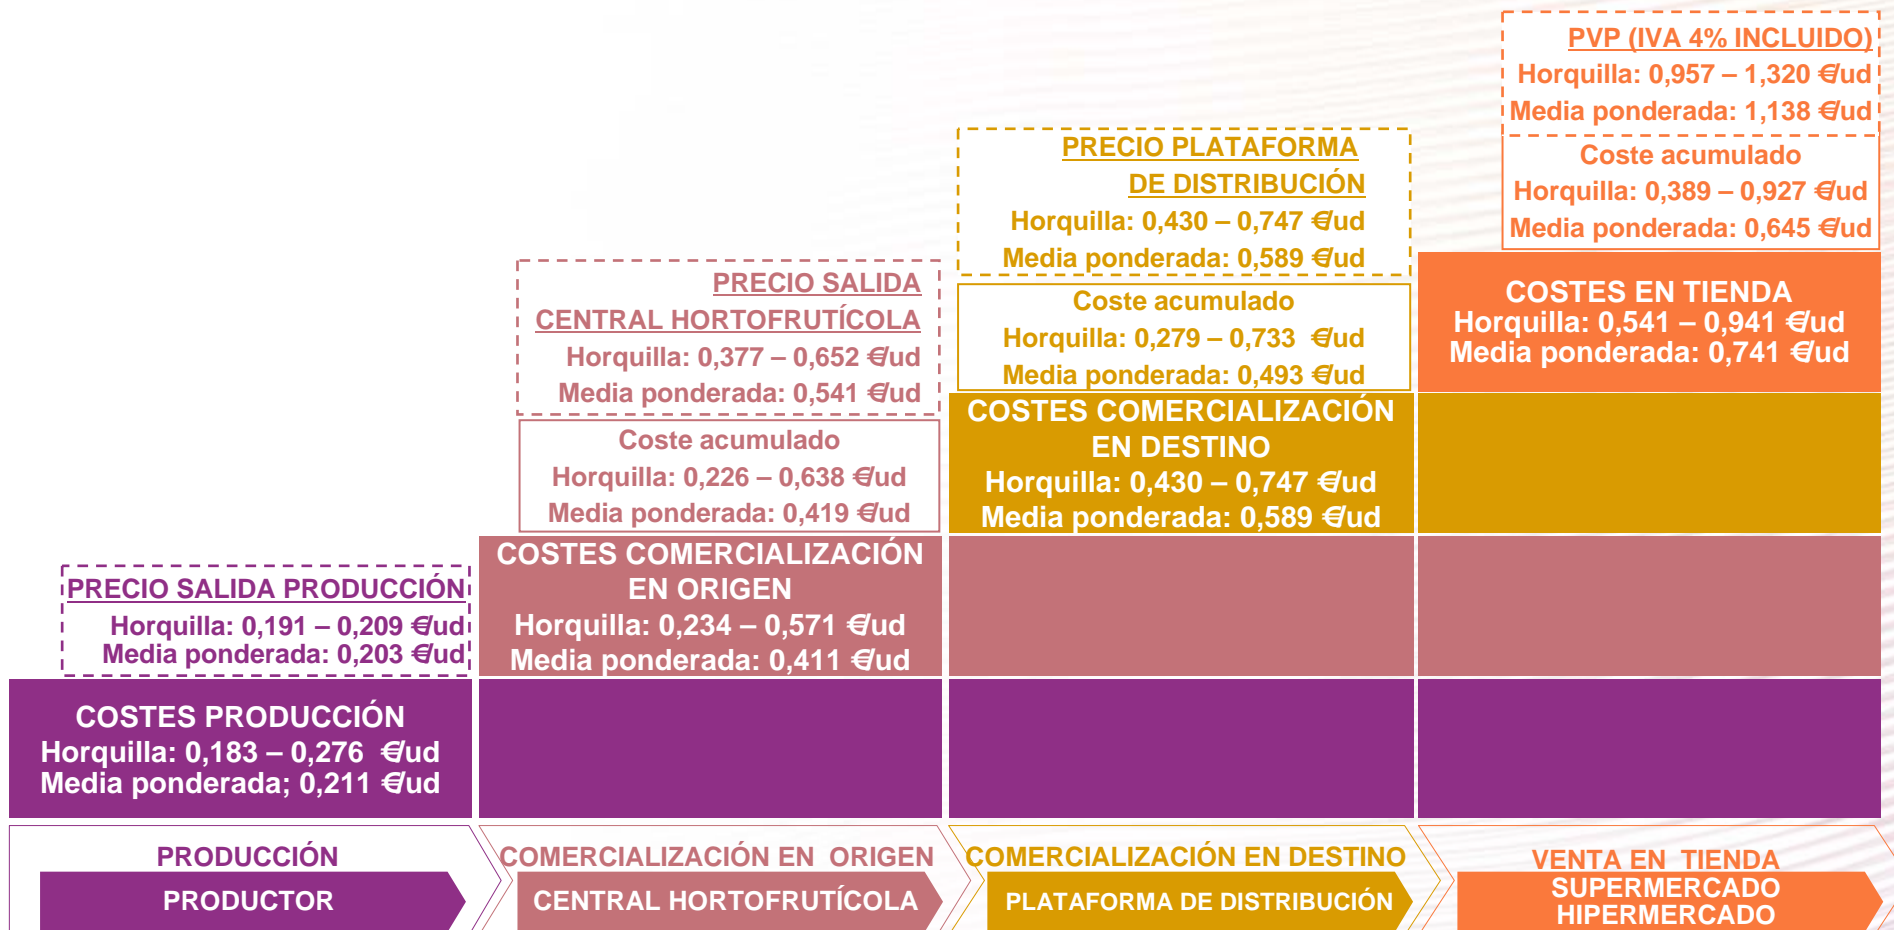 PVP (IVA 4% INCLUIDO)
Horquilla: 0,957 – 1,320 €/ud
Media ponderada: 1,138 €/ud
Coste acumulado
Horquilla: 0,389 – 0,927 €/ud
Media ponderada: 0,645 €/ud
COSTES EN TIENDA
Horquilla: 0,541 – 0,941 €/ud
Media ponderada: 0,741 €/ud
PRECIO PLATAFORMA
DE DISTRIBUCIÓN
Horquilla: 0,430 – 0,747 €/ud
Media ponderada: 0,589 €/ud
Coste acumulado
Horquilla: 0,279 – 0,733 €/ud
Media ponderada: 0,493 €/ud
COSTES COMERCIALIZACIÓN
EN DESTINO
Horquilla: 0,430 – 0,747 €/ud
Media ponderada: 0,589 €/ud
PRECIO SALIDA
CENTRAL HORTOFRUTÍCOLA
Horquilla: 0,377 – 0,652 €/ud
Media ponderada: 0,541 €/ud
Coste acumulado
Horquilla: 0,226 – 0,638 €/ud
Media ponderada: 0,419 €/ud
COSTES COMERCIALIZACIÓN
EN ORIGEN
Horquilla: 0,234 – 0,571 €/ud
Media ponderada: 0,411 €/ud
PRECIO SALIDA PRODUCCIÓN
Horquilla: 0,191 – 0,209 €/ud
Media ponderada: 0,203 €/ud
COSTES PRODUCCIÓN
Horquilla: 0,183 – 0,276 €/ud
Media ponderada; 0,211 €/ud
PRODUCCIÓN
PRODUCTOR
COMERCIALIZACIÓN EN ORIGEN
CENTRAL HORTOFRUTÍCOLA
COMERCIALIZACIÓN EN DESTINO
PLATAFORMA DE DISTRIBUCIÓN
VENTA EN TIENDA
SUPERMERCADO
HIPERMERCADO